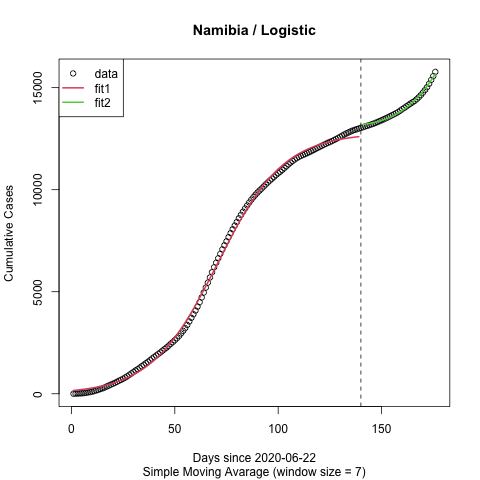 Namibia / Logistic
data
fit1
fit2
Cumulative Cases
15000
10000
5000
0
0
50
100
150
Days since 2020-06-22
Simple Moving Avarage (window size = 7)